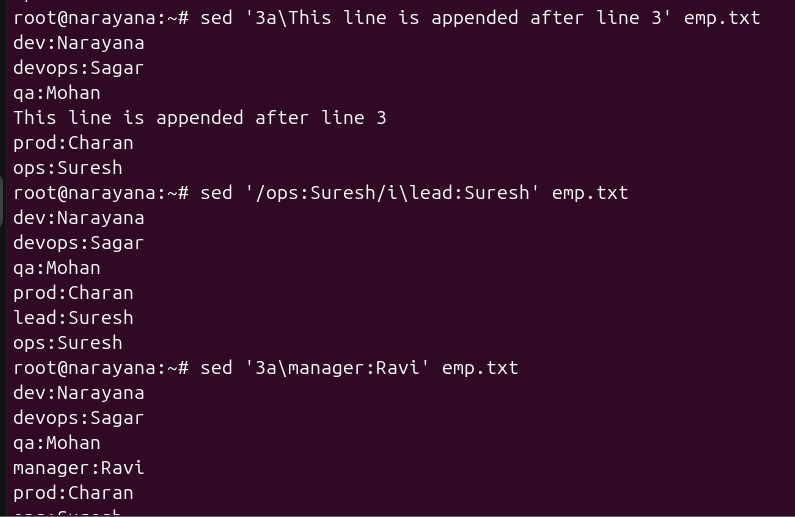 root@narayana:~# sed '3a\This line is appended after line 3' emp.txt
dev:Narayana
devops:Sagar
qa:Mohan
This line is appended after line 3
prod:Charan
ops:Suresh
root@narayana:~# sed '/ops:Suresh/i\lead:Suresh' emp.txt
dev:Narayana
devops:Sagar
qa:Mohan
prod:Charan
lead:Suresh
ops:Suresh
root@narayana:~# sed '3a\manager:Ravi' emp.txt
dev:Narayana
devops:Sagar
qa:Mohan
manager:Ravi
prod:Charan